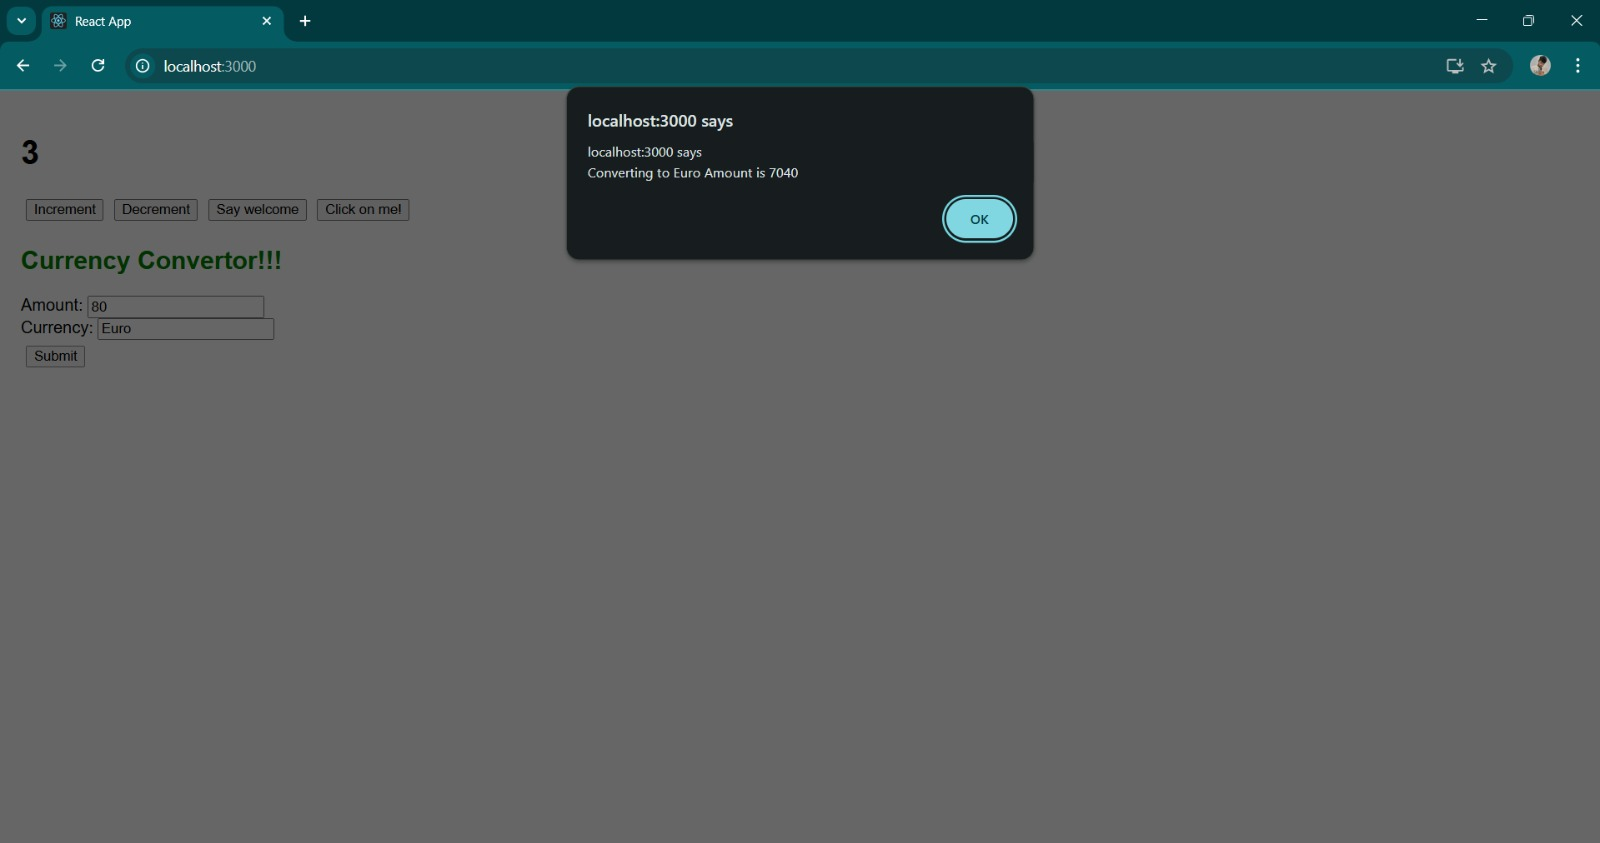 React App
localhost:3000
localhost:3000 says
localhost:3000 says
Converting to Euro Amount is 7040
OK
3
Increment Decrement Say welcome Click on me!
Currency Convertor!!!
Amount: 80
Currency: Euro
Submit